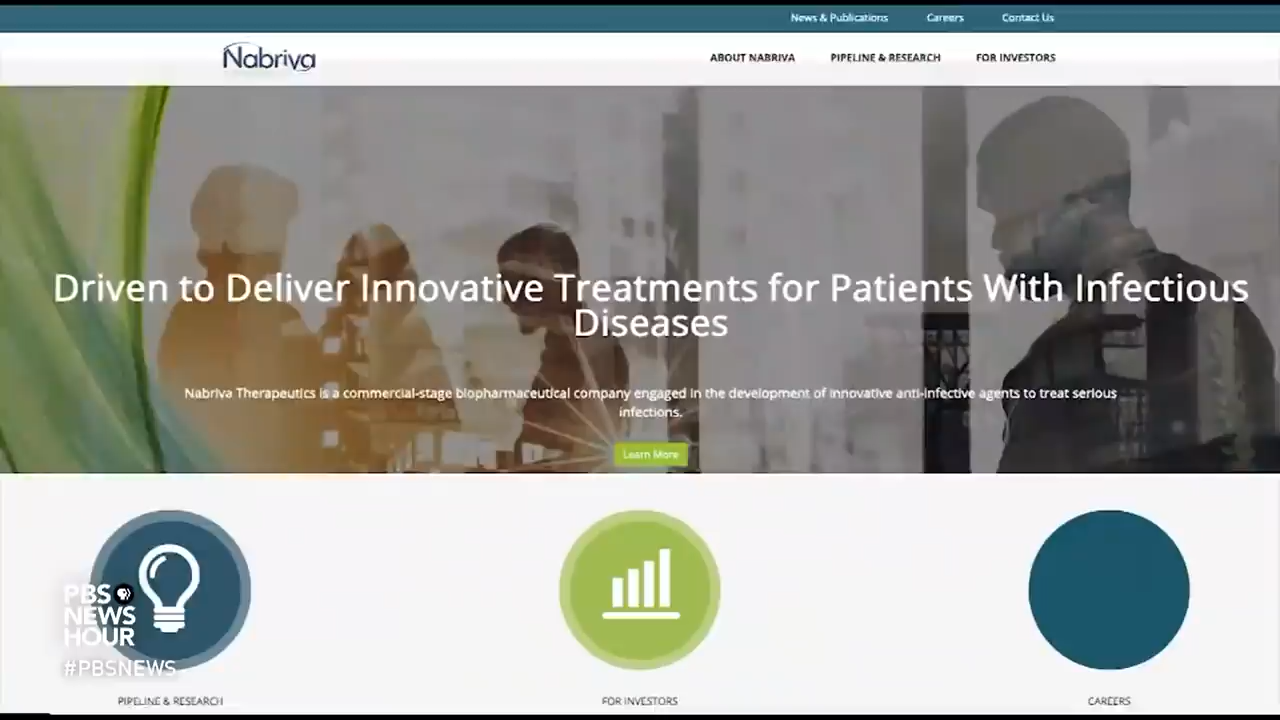 News & Publications Careers Contact Us
Nabriva ABOUT NABRIVA PIPELINE & RESEARCH FOR INVESTORS
Driven to Deliver Innovative Treatments for Patients With Infectious
Diseases
Nabriva Therapeutics is a commercial-stage biopharmaceutical company engaged in the development of innovative anti-infective agents to treat serious
infections.
Learn More
PBS
NEWS
HOUR
#PBSNEWS
PIPELINE & RESEARCH FOR INVESTORS CAREERS